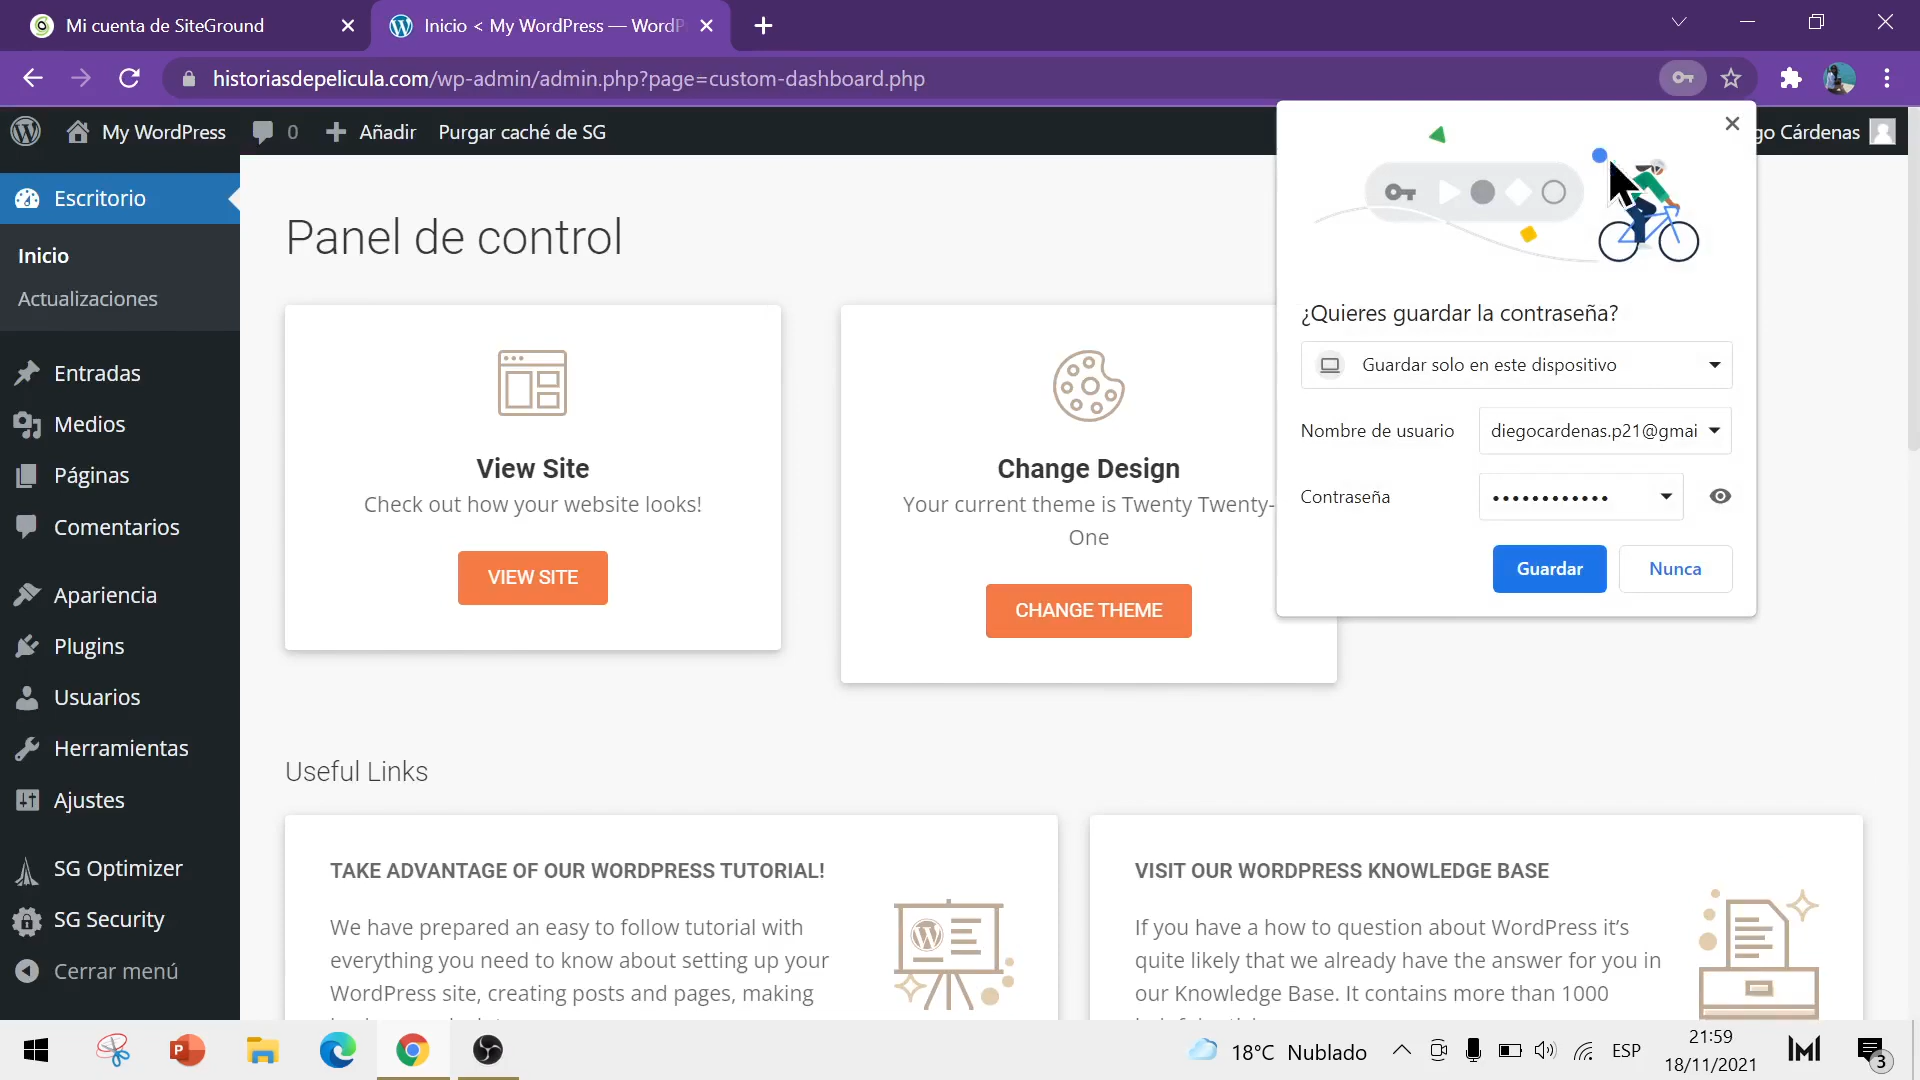 Mi cuenta de SiteGround
Inicio < My WordPress — WordP
historiasdepelicula.com/wp-admin/admin.php?page=custom-dashboard.php
My WordPress
0
Añadir
Purgar caché de SG
go Cárdenas
Escritorio
Inicio
Actualizaciones
Entradas
Medios
Páginas
Comentarios
Apariencia
Plugins
Usuarios
Herramientas
Ajustes
SG Optimizer
SG Security
Cerrar menú
Panel de control
View Site
Check out how your website looks!
VIEW SITE
Change Design
Your current theme is Twenty Twenty-
One
CHANGE THEME
¿Quieres guardar la contraseña?
Guardar solo en este dispositivo
Nombre de usuario
diegocardenas.p21@gmai
Contraseña
••••••••••••
Guardar
Nunca
Useful Links
TAKE ADVANTAGE OF OUR WORDPRESS TUTORIAL!
We have prepared an easy to follow tutorial with
everything you need to know about setting up your
WordPress site, creating posts and pages, making
VISIT OUR WORDPRESS KNOWLEDGE BASE
If you have a how to question about WordPress it's
quite likely that we already have the answer for you in
our Knowledge Base. It contains more than 1000
18°C Nublado
ESP
21:59
18/11/2021
3